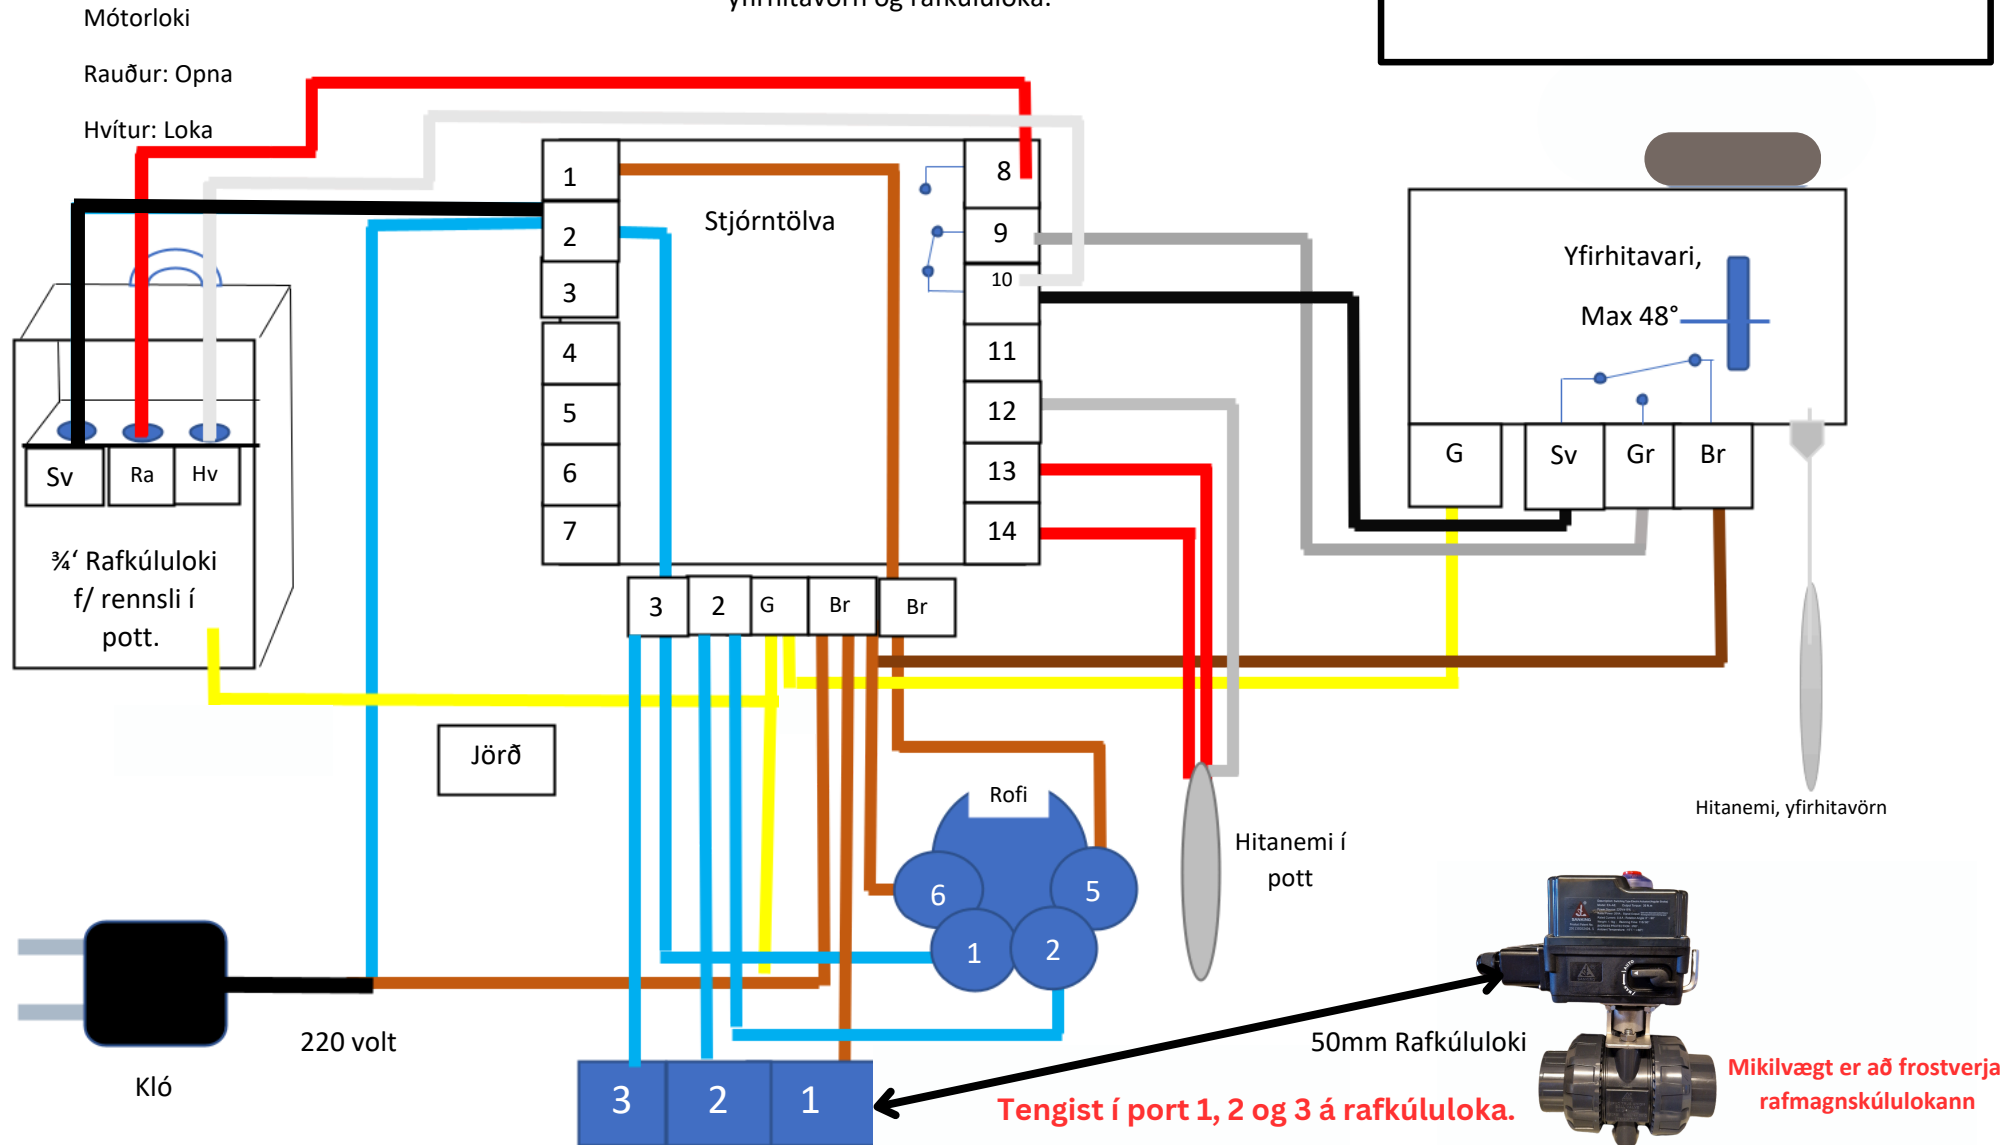 yfirhitavörn og rafkúluloka.
Mótorloki
Rauður: Opna
Hvítur: Loka
1
2
3
4
5
6
7
Stjórntölva
8
9
10
11
12
13
14
Yfirhitavari,
Max 48°
G
Sv
Gr
Br
Sv
Ra
Hv
¾‘ Rafkúluloki
f/ rennsli í
pott.
3
2
G
Br
Br
Jörð
Rofi
6
5
1
2
Hitanemi í
pott
Hitanemi, yfirhitavörn
220 volt
Kló
3
2
1
50mm Rafkúluloki
Tengist í port 1, 2 og 3 á rafkúluloka.
Mikilvægt er að frostverja
rafmagnskúlulokann